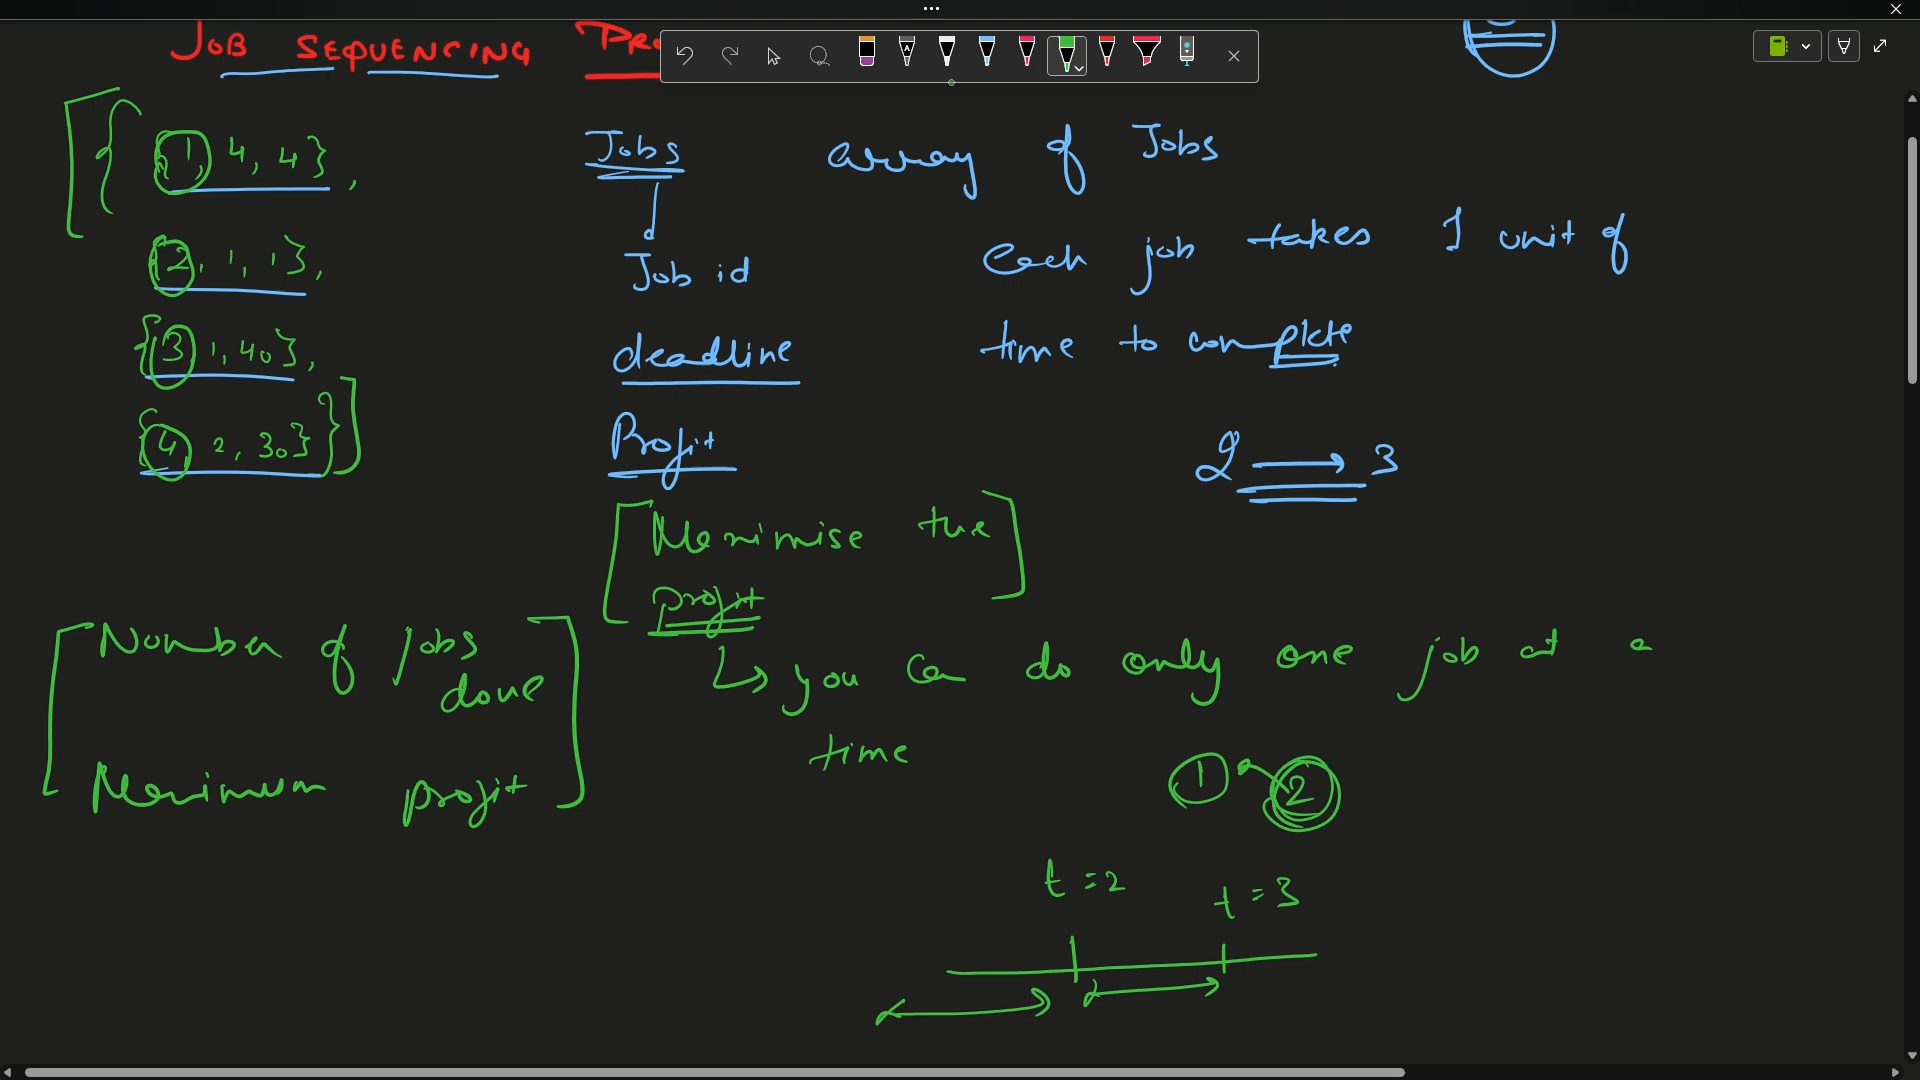 JOB SEQUENCING
{ {1, 4, 4},
{2, 1, 1},
{3, 1, 40},
{4, 2, 30} }
Jobs
Job id
deadline
Profit
array of Jobs
Each job takes 1 unit of
time to complete
2 → 3
[Maximise the
profit]
↳ you can do only one job at a
time
Number of jobs
done
Maximum profit
1 2
t = 2 t = 3